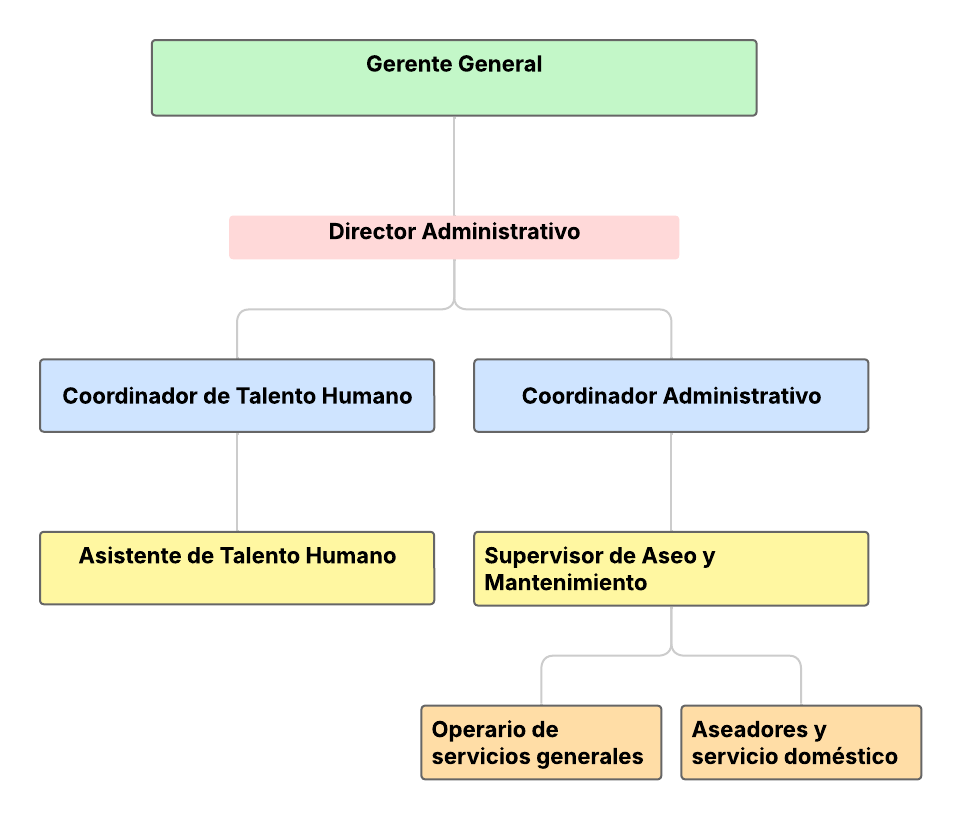 Gerente General
Director Administrativo
Coordinador de Talento Humano
Coordinador Administrativo
Asistente de Talento Humano
Supervisor de Aseo y
Mantenimiento
Operario de
servicios generales
Aseadores y
servicio doméstico